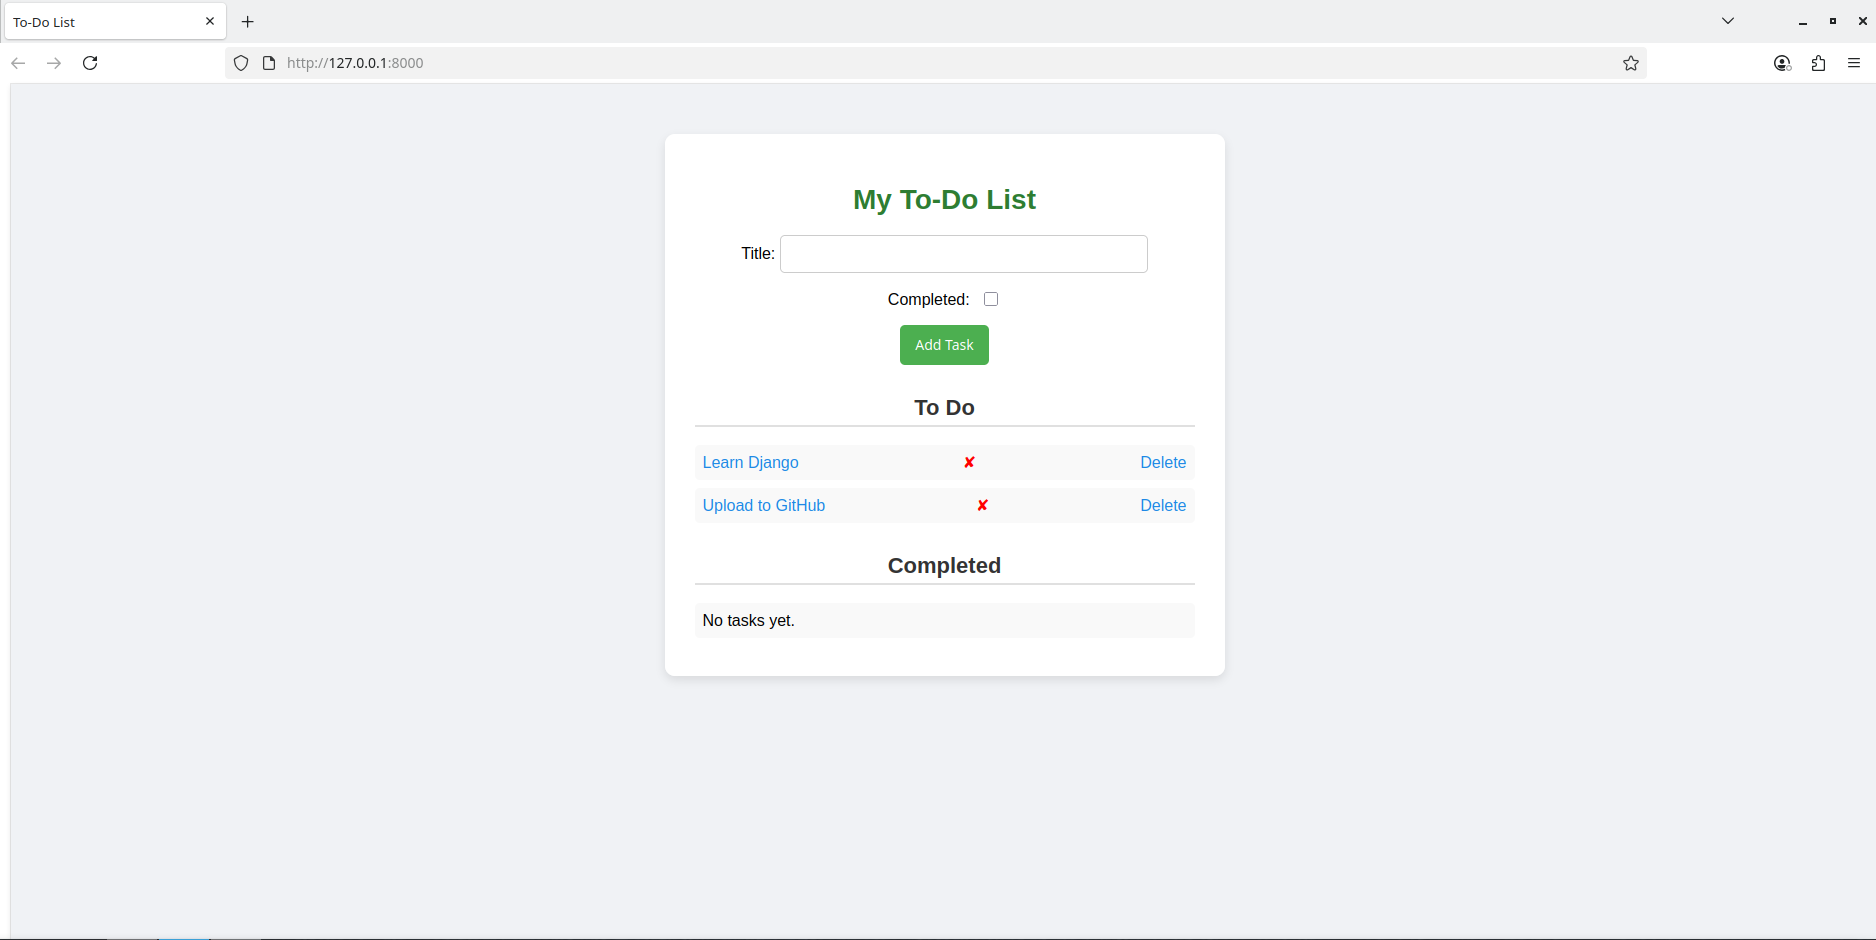 To-Do List
http://127.0.0.1:8000
My To-Do List
Title:
Completed:
Add Task
To Do
Learn Django ✘ Delete
Upload to GitHub ✘ Delete
Completed
No tasks yet.